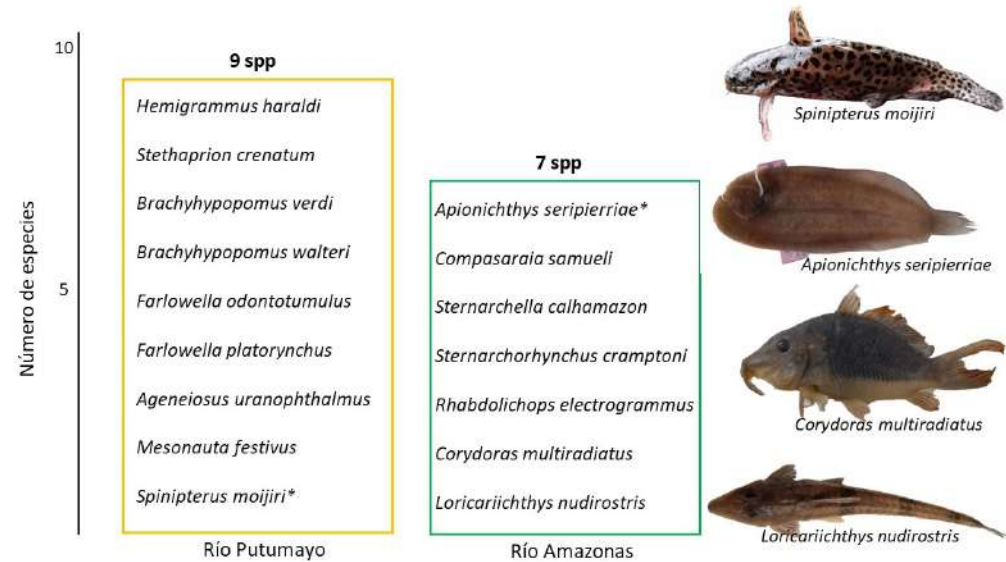 Número de especies
10
5
9 spp
Hemigrammus haraldi
Stethaprion crenatum
Brachyhypopomus verdi
Brachyhypopomus walteri
Farlowella odontotumulus
Farlowella platorynchus
Ageneiosus uranophthalmus
Mesonauta festivus
Spinipterus moijiri*
Río Putumayo
7 spp
Apionichthys seripierriae*
Compasaraia samueli
Sternarchella calhamazon
Sternarchorhynchus cramptoni
Rhabdolichops electrogrammus
Corydoras multiradiatus
Loricariichthys nudirostris
Río Amazonas
Spinipterus moijiri
Apionichthys seripierriae
Corydoras multiradiatus
Loricariichthys nudirostris